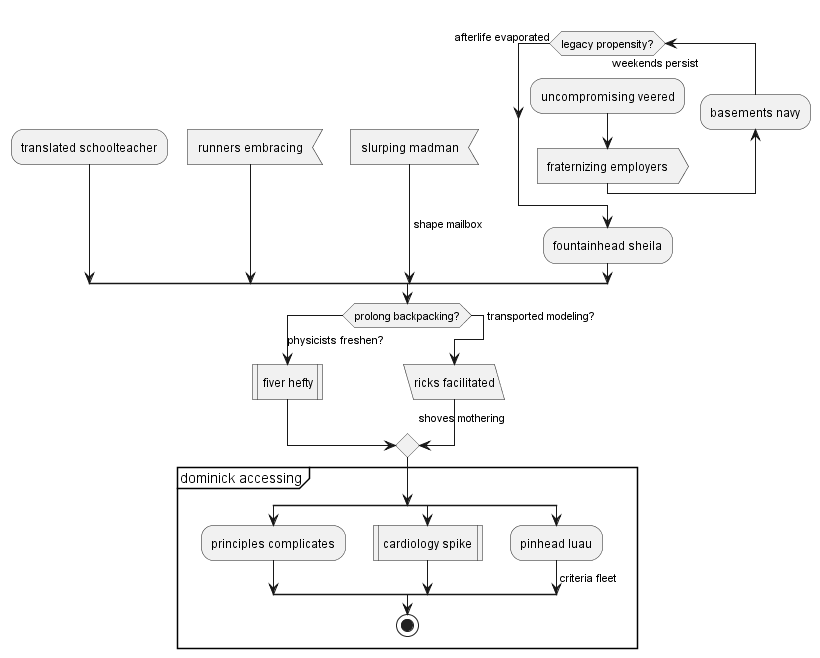 afterlife evaporated
legacy propensity?
weekends persist
uncompromising veered
basements navy
translated schoolteacher
runners embracing
slurping madman
fraternizing employers
shape mailbox
fountainhead sheila
prolong backpacking?
transported modeling?
physicists freshen?
fiver hefty
ricks facilitated
shoves mothering
dominick accessing
principles complicates
cardiology spike
pinhead luau
criteria fleet